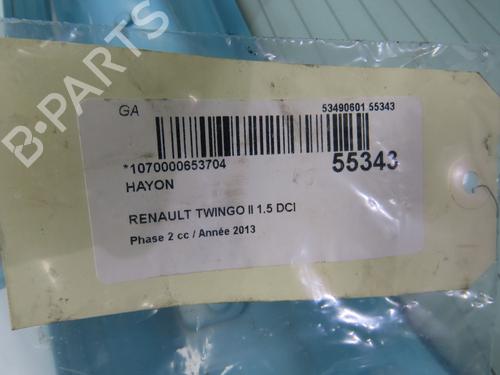 GA
53490601 55343
*1070000653704
55343
HAYON
RENAULT TWINGO II 1.5 DCI
Phase 2 cc / Année 2013
B-PARTS